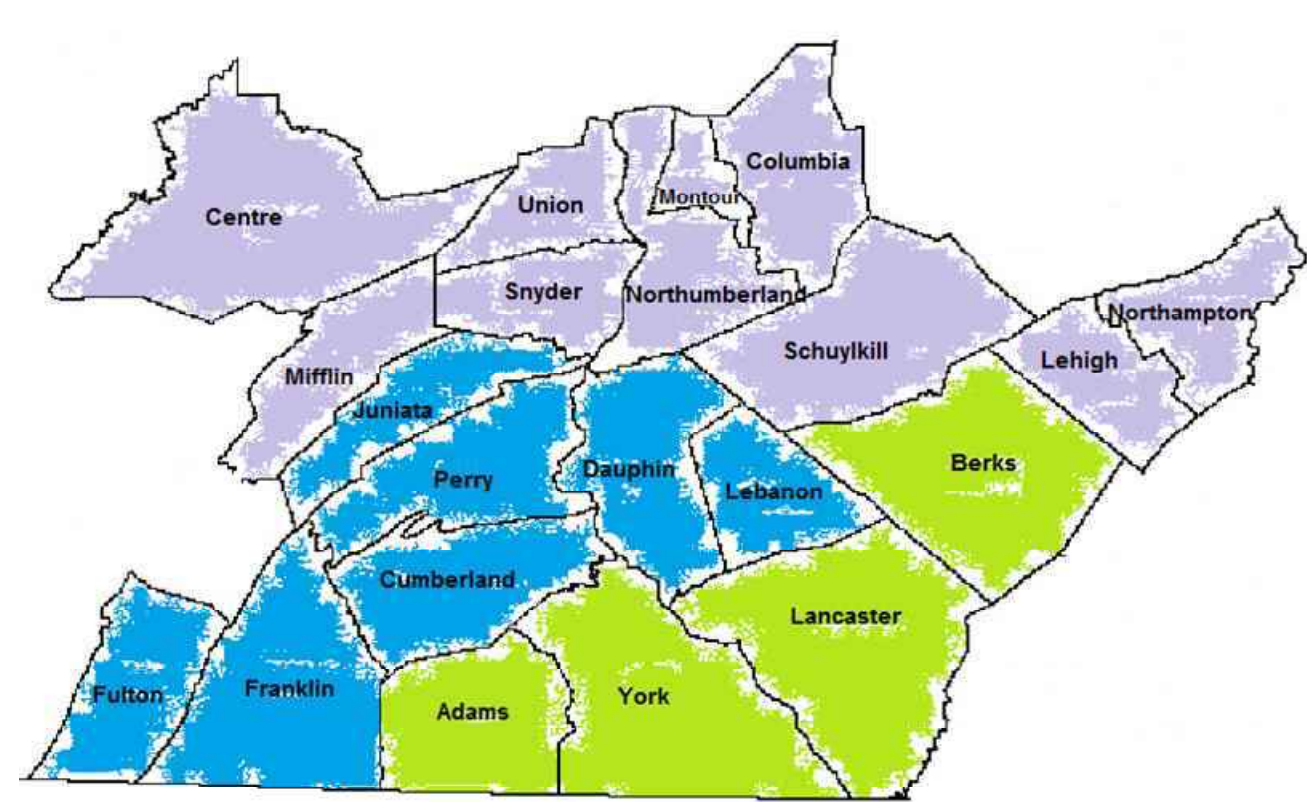 Columbia
Montour
Union
Centre
Snyder
Northumberland
Northampton
Schuylkill
Lehigh
Mifflin
Juniata
Berks
Dauphin
Perry
Lebanon
Cumberland
Lancaster
Franklin
Fulton
York
Adams